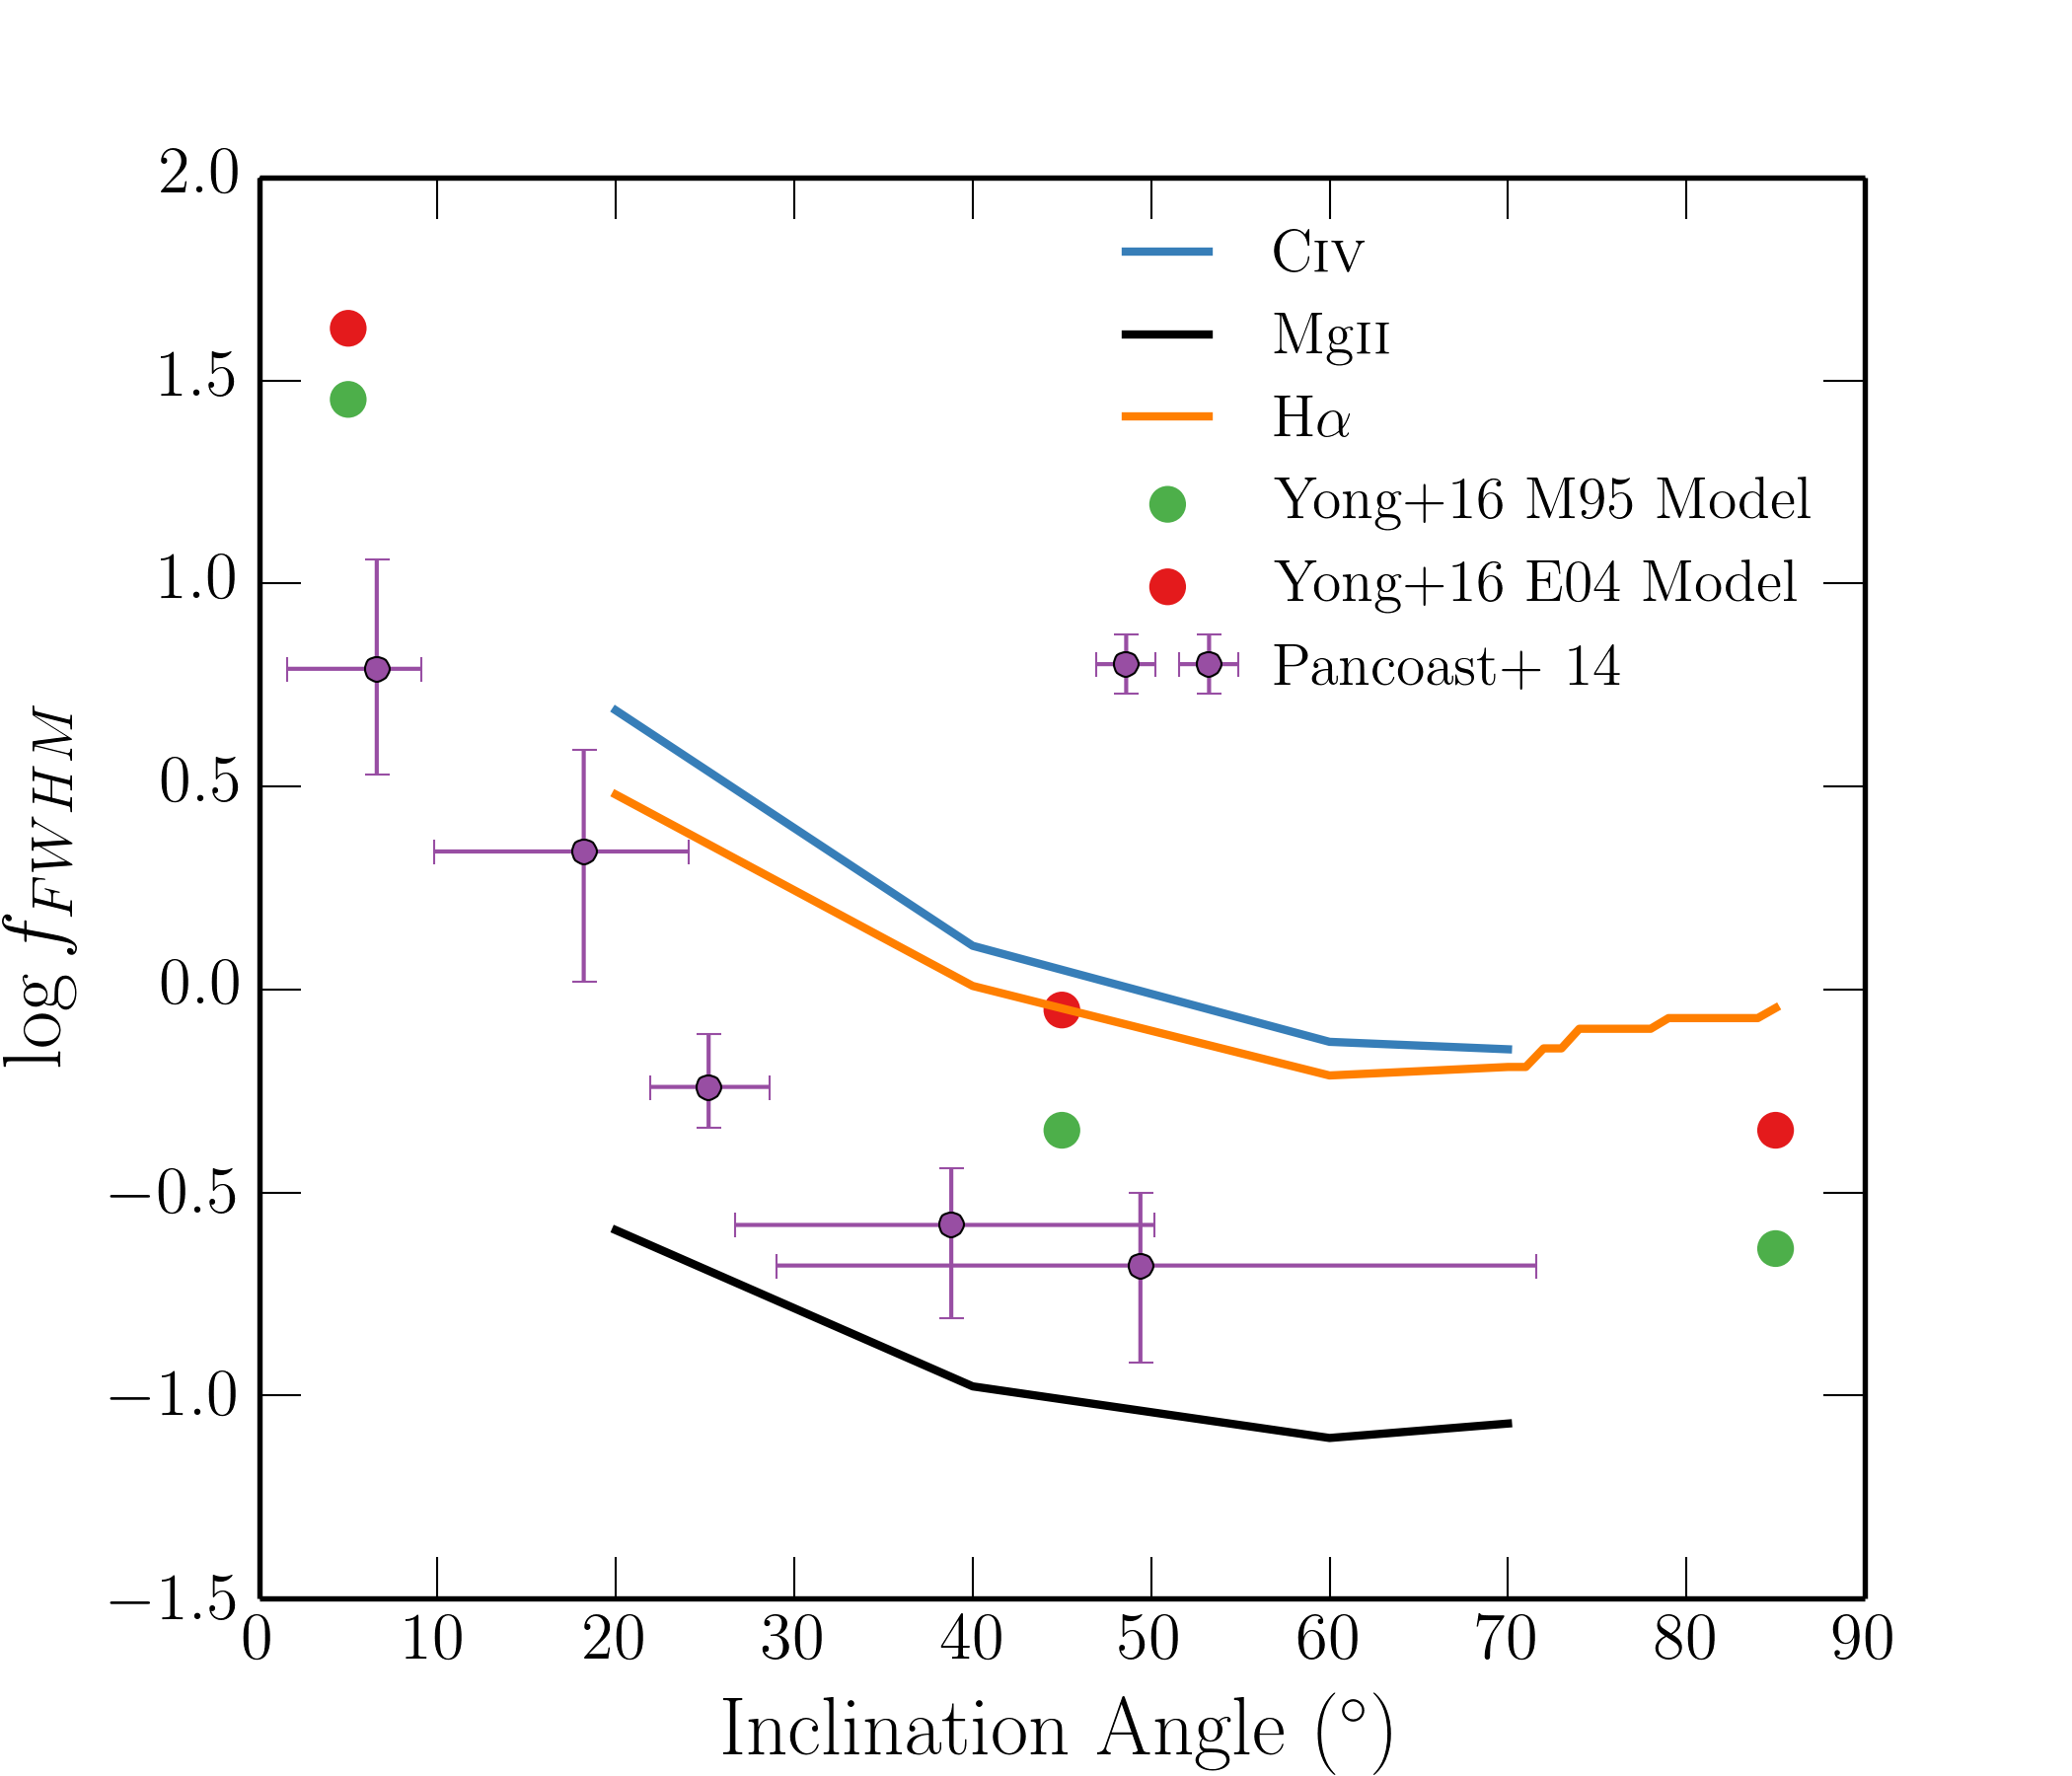 2.0
1.5
1.0
0.5
0.0
−0.5
−1.0
−1.5
log f_{FWHM}
CIV
MgII
Hα
Yong+16 M95 Model
Yong+16 E04 Model
Pancoast+ 14
0 10 20 30 40 50 60 70 80 90
Inclination Angle (°)